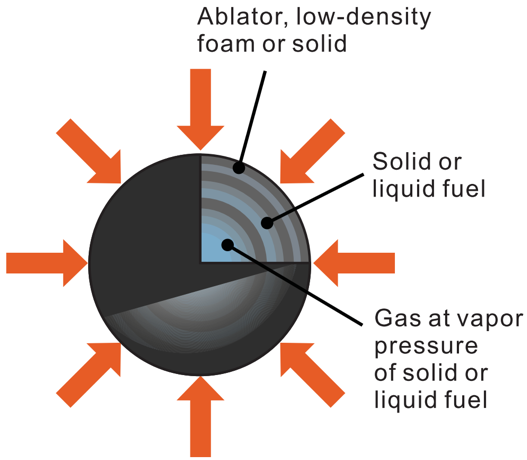 Ablator, low-density
foam or solid
Solid or
liquid fuel
Gas at vapor
pressure
of solid or
liquid fuel